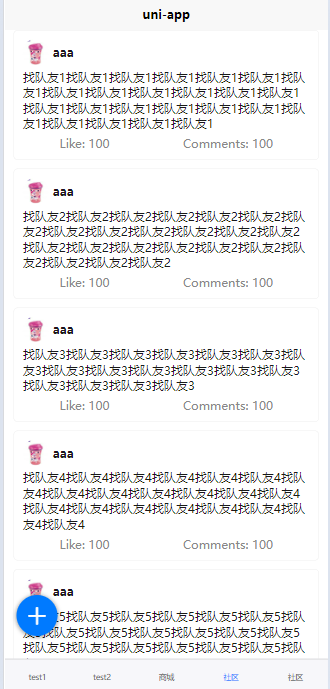 uni-app
aaa
找队友1找队友1找队友1找队友1找队友1找队友1找队
友1找队友1找队友1找队友1找队友1找队友1找队友1
找队友1找队友1找队友1找队友1找队友1找队友1找队
友1找队友1找队友1找队友1找队友1
Like: 100 Comments: 100
aaa
找队友2找队友2找队友2找队友2找队友2找队友2找队
友2找队友2找队友2找队友2找队友2找队友2找队友2
找队友2找队友2找队友2找队友2找队友2找队友2找队
友2找队友2找队友2找队友2
Like: 100 Comments: 100
aaa
找队友3找队友3找队友3找队友3找队友3找队友3找队
友3找队友3找队友3找队友3找队友3找队友3找队友3
找队友3找队友3找队友3找队友3
Like: 100 Comments: 100
aaa
找队友4找队友4找队友4找队友4找队友4找队友4找队
友4找队友4找队友4找队友4找队友4找队友4找队友4
找队友4找队友4找队友4找队友4找队友4找队友4找队
友4找队友4
Like: 100 Comments: 100
aaa
友5找队友5找队友5找队友5找队友5找队友5找队
队友5找队友5找队友5找队友5找队友5找队友5
找队友5找队友5找队友5找队友5找队友5找队友5找队
test1 test2 商城 社区 社区